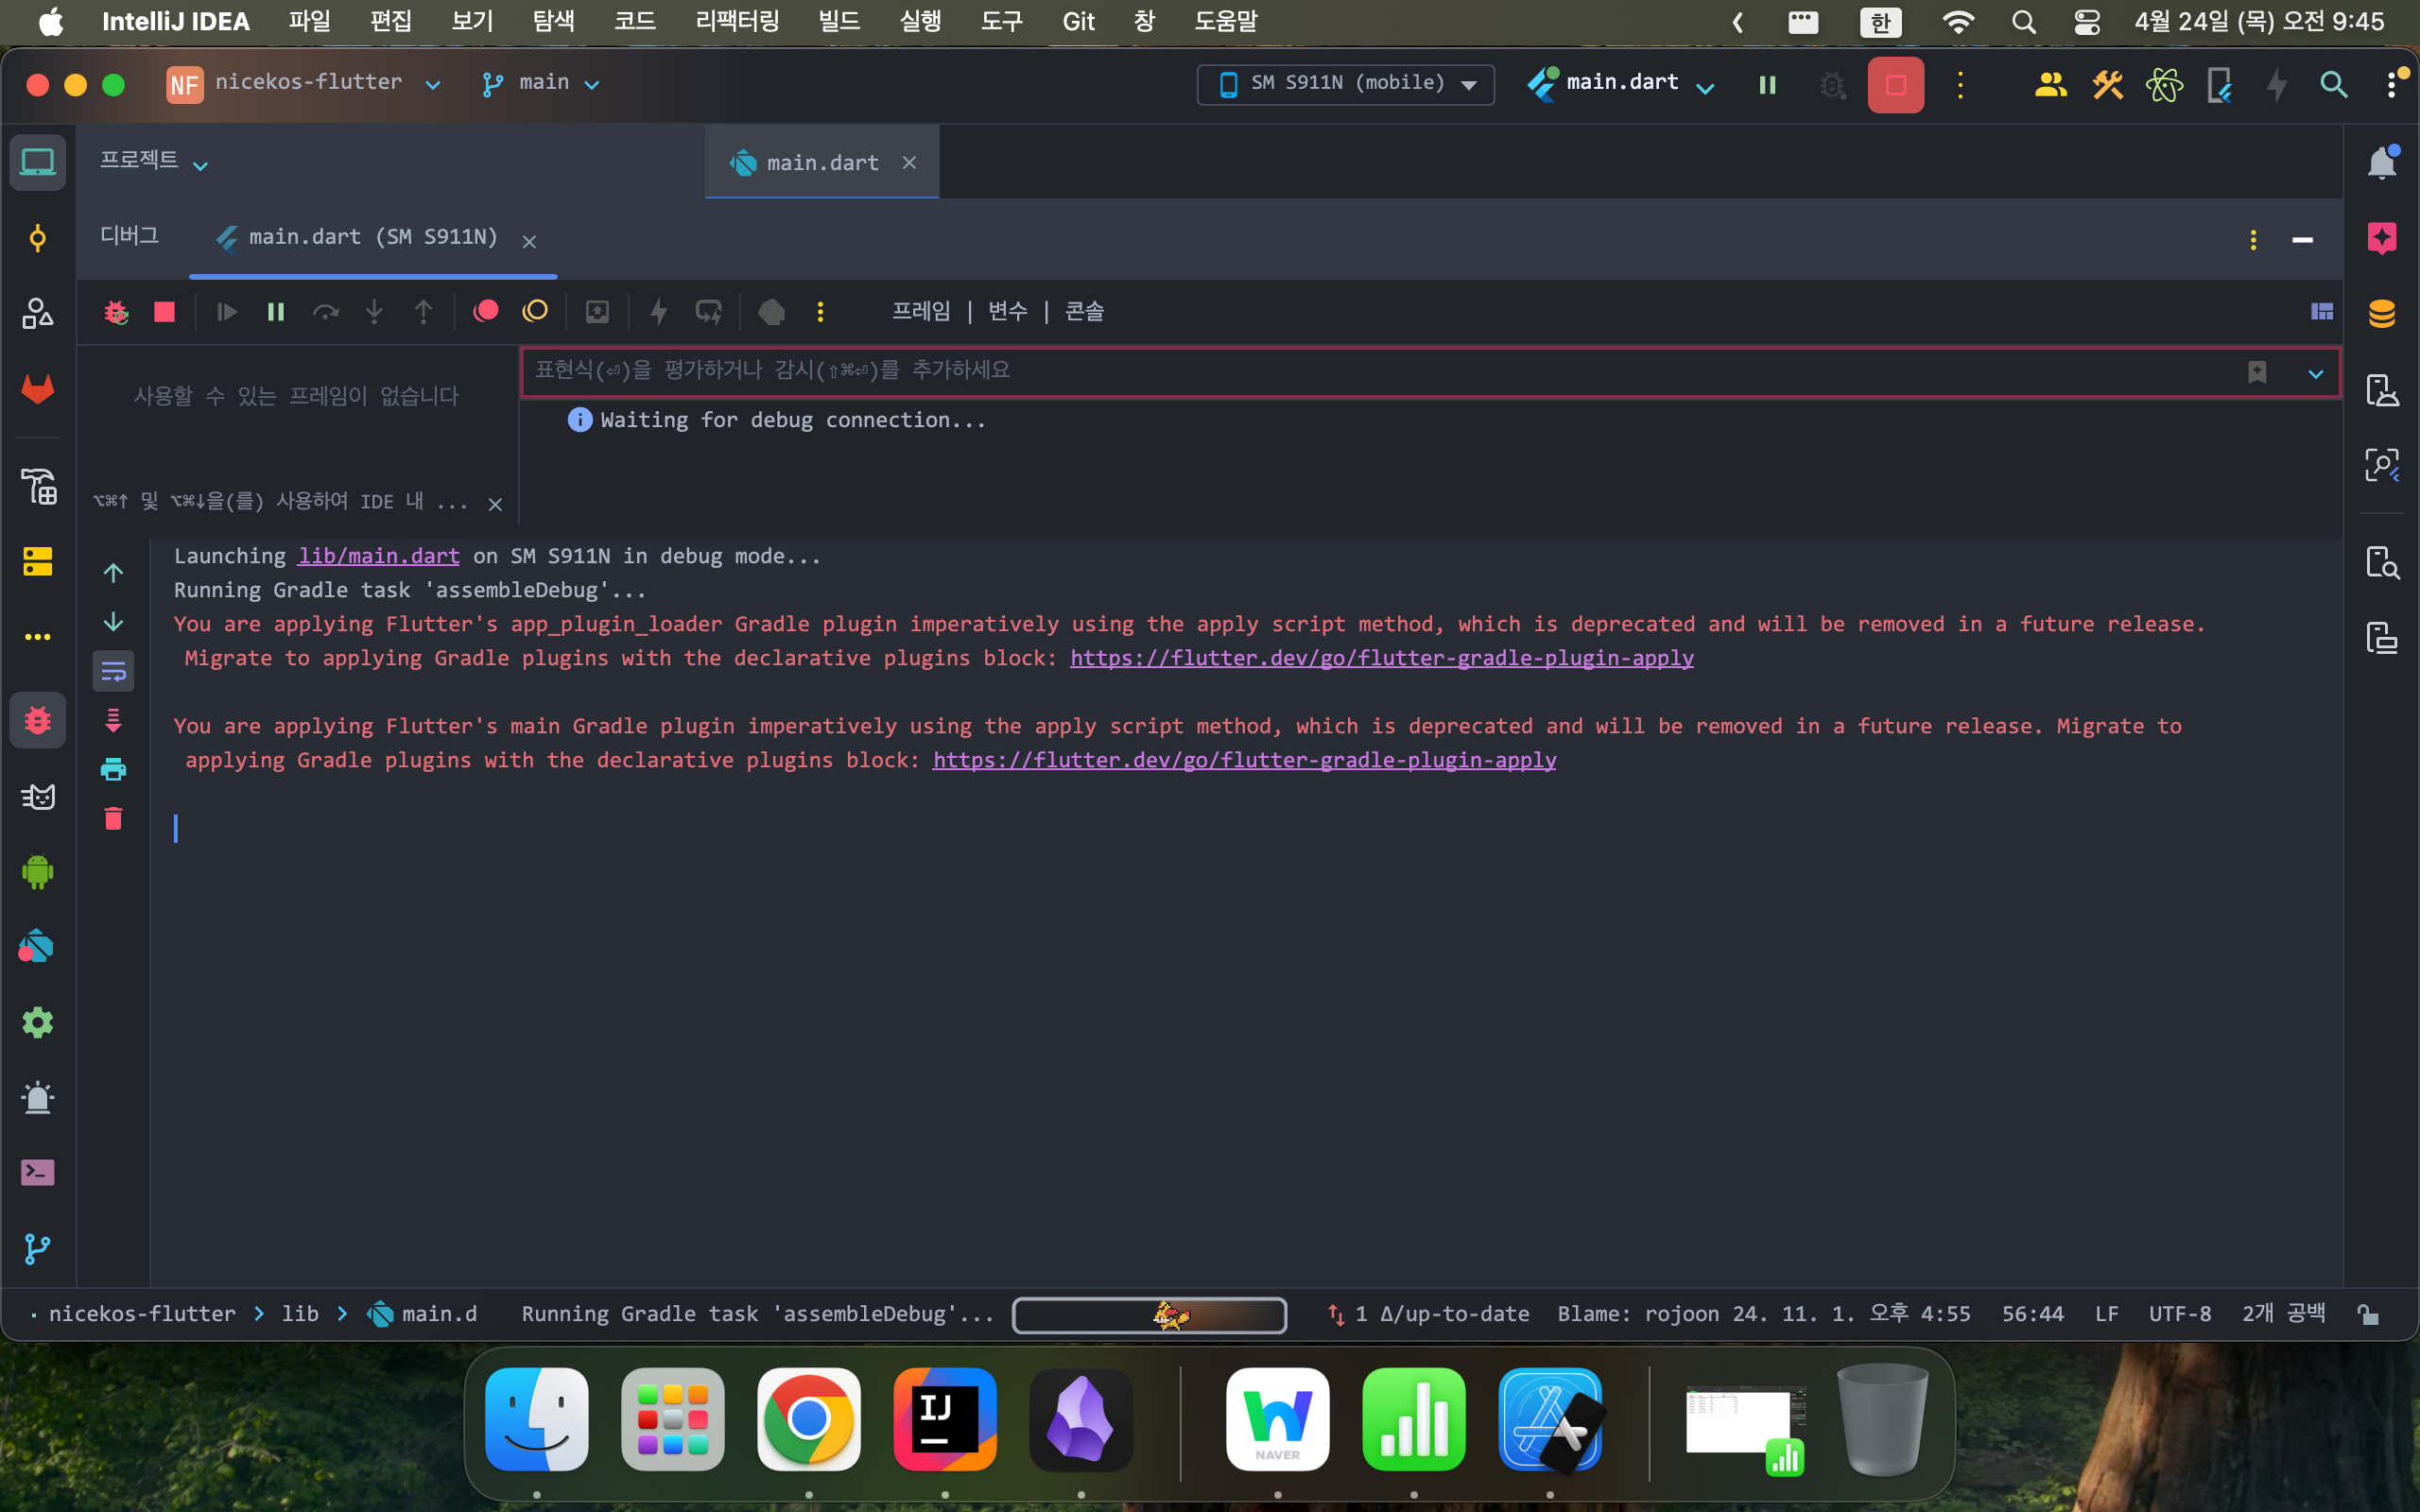 IntelliJ IDEA 파일 편집 보기 탐색 코드 리팩터링 빌드 실행 도구 Git 창 도움말 한 4월 24일 (목) 오전 9:45
NF nicekos-flutter main SM S911N (mobile) main.dart
프로젝트 main.dart
디버그 main.dart (SM S911N)
프레임 | 변수 | 콘솔
사용할 수 있는 프레임이 없습니다
표현식(⏎)을 평가하거나 감시(⇧⌘⏎)를 추가하세요
Waiting for debug connection...
⌥⌘↑ 및 ⌥⌘↓을(를) 사용하여 IDE 내 ...
Launching lib/main.dart on SM S911N in debug mode...
Running Gradle task 'assembleDebug'...
You are applying Flutter's app_plugin_loader Gradle plugin imperatively using the apply script method, which is deprecated and will be removed in a future release.
Migrate to applying Gradle plugins with the declarative plugins block: https://flutter.dev/go/flutter-gradle-plugin-apply
You are applying Flutter's main Gradle plugin imperatively using the apply script method, which is deprecated and will be removed in a future release. Migrate to
applying Gradle plugins with the declarative plugins block: https://flutter.dev/go/flutter-gradle-plugin-apply
nicekos-flutter > lib > main.d Running Gradle task 'assembleDebug'... 1 Δ/up-to-date Blame: rojoon 24. 11. 1. 오후 4:55 56:44 LF UTF-8 2개 공백
IJ
NAVER